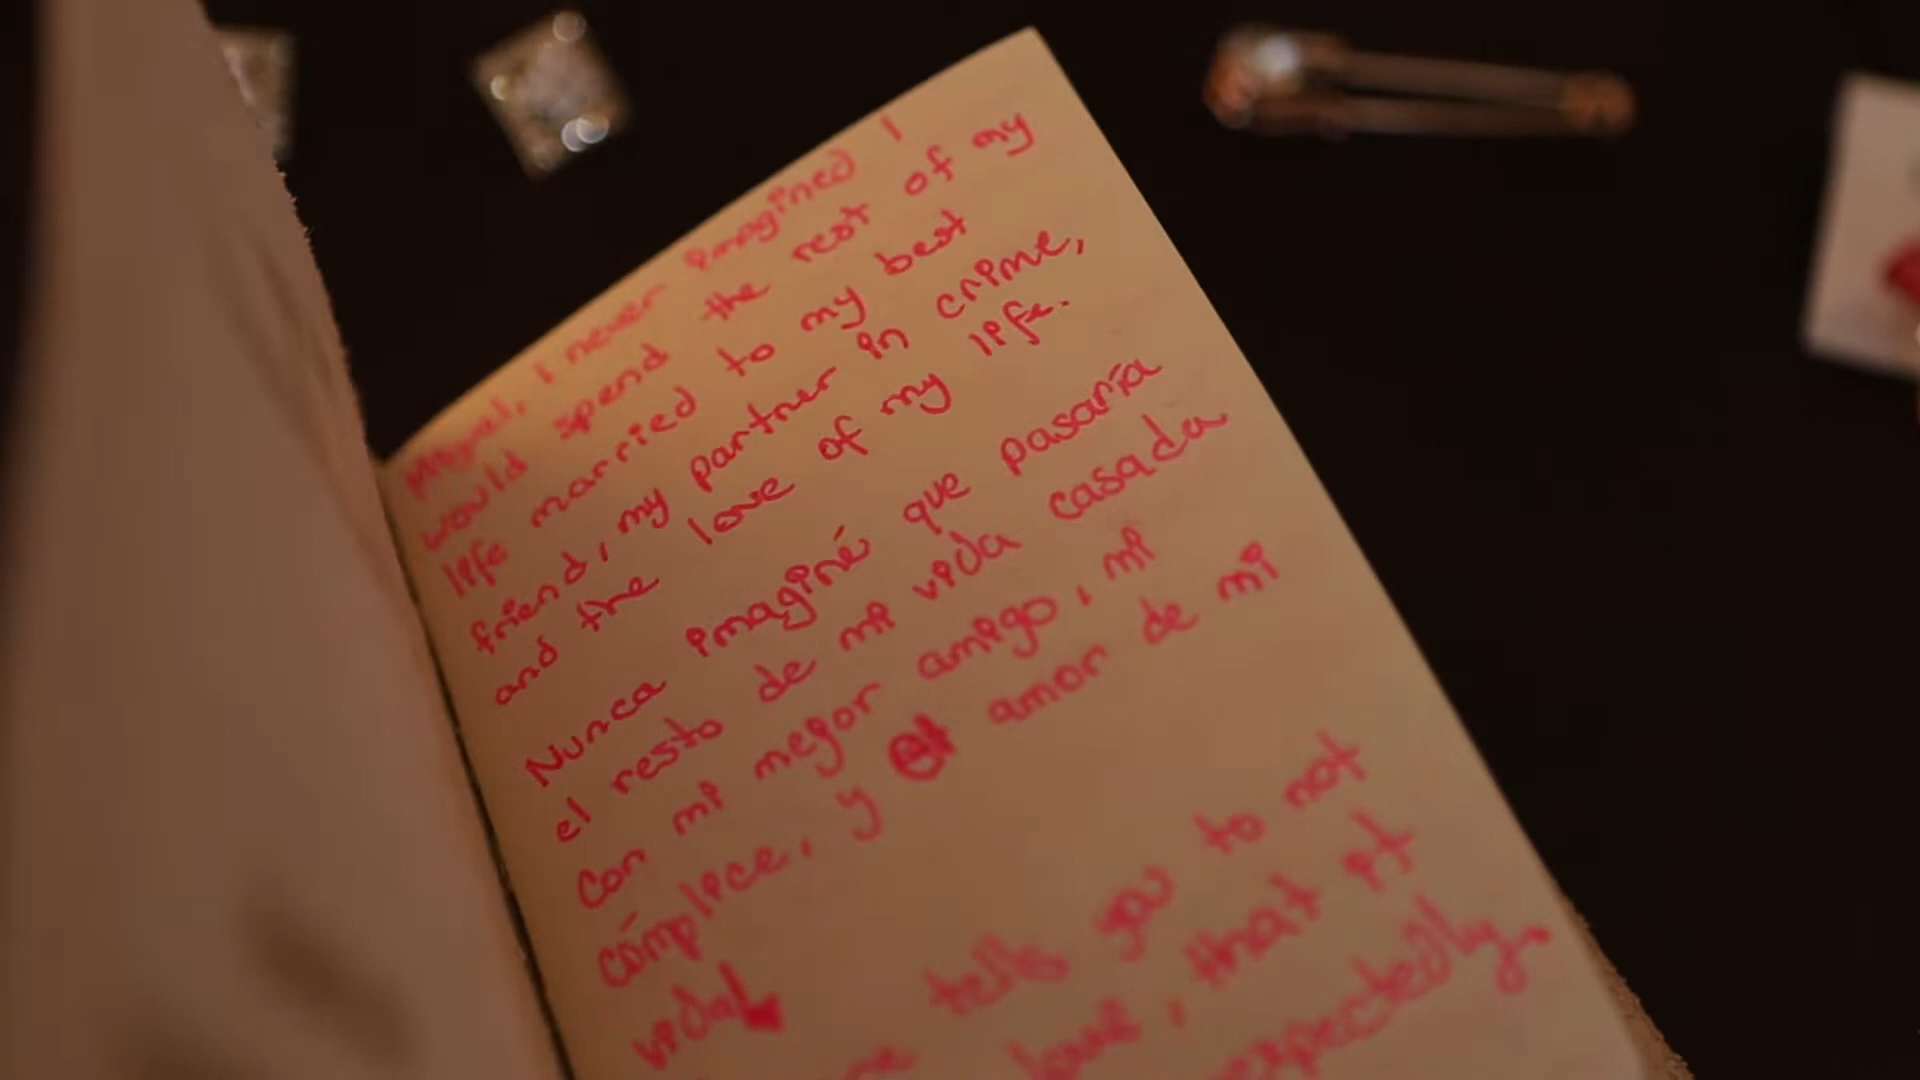 Miguel, I never imagined I
would spend the rest of my
life married to my best
friend, my partner in crime,
and the love of my life.
Nunca imaginé que pasaría
el resto de mi vida casada
con mi mejor amigo, mi
cómplice, y el amor de mi
vida!
tells you to not
love, that it